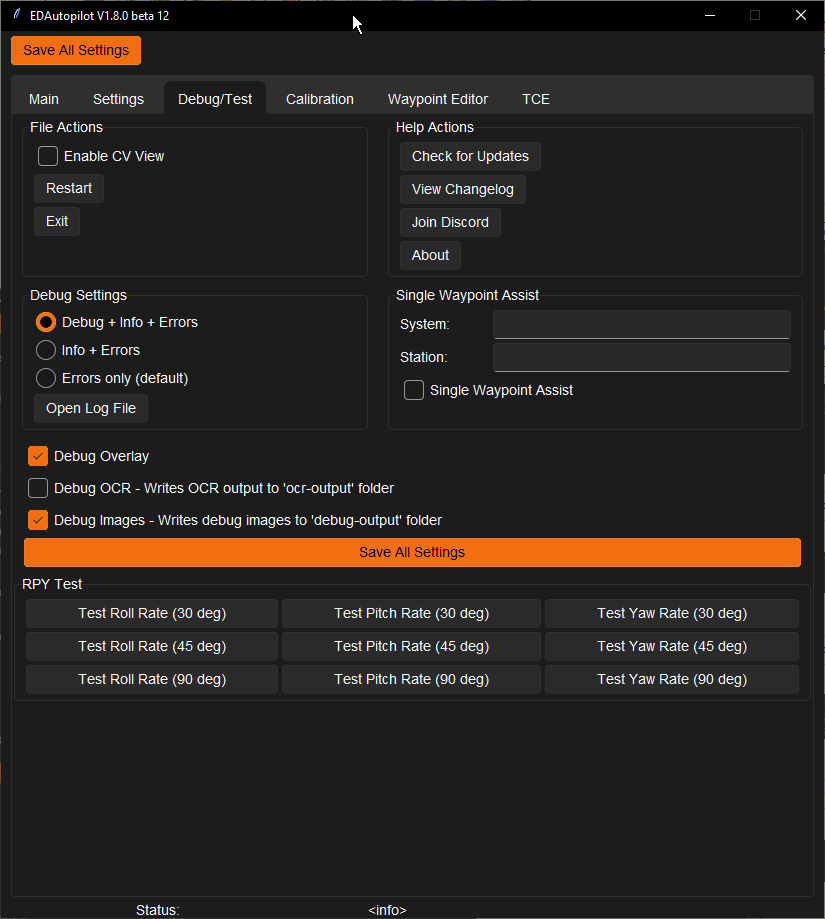 EDAutopilot V1.8.0 beta 12
Save All Settings
Main Settings Debug/Test Calibration Waypoint Editor TCE
File Actions
Enable CV View
Restart
Exit
Help Actions
Check for Updates
View Changelog
Join Discord
About
Debug Settings
Debug + Info + Errors
Info + Errors
Errors only (default)
Open Log File
Single Waypoint Assist
System:
Station:
Single Waypoint Assist
Debug Overlay
Debug OCR - Writes OCR output to 'ocr-output' folder
Debug Images - Writes debug images to 'debug-output' folder
Save All Settings
RPY Test
Test Roll Rate (30 deg) Test Pitch Rate (30 deg) Test Yaw Rate (30 deg)
Test Roll Rate (45 deg) Test Pitch Rate (45 deg) Test Yaw Rate (45 deg)
Test Roll Rate (90 deg) Test Pitch Rate (90 deg) Test Yaw Rate (90 deg)
Status: <info>